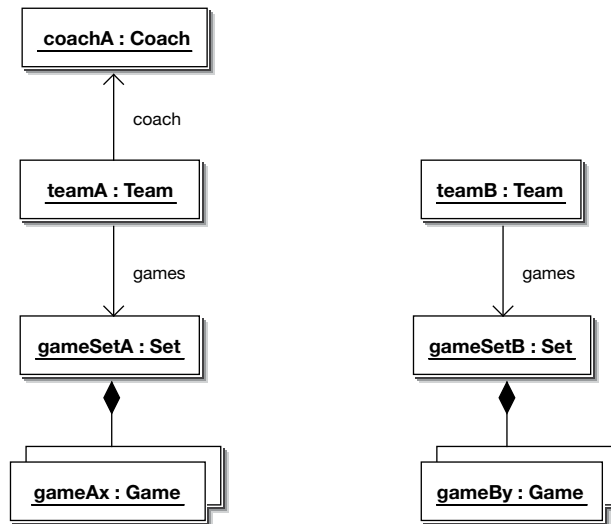 coachA : Coach
coach
teamA : Team
teamB : Team
games
games
gameSetA : Set
gameSetB : Set
gameAx : Game
gameBy : Game